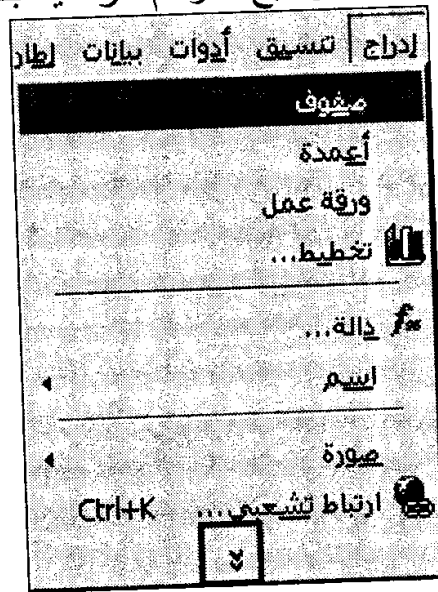 إدراج تنسيق أدوات بيانات إطار
صفوف
أعمدة
ورقة عمل
تخطيط...
دالة...
اسم
صورة
ارتباط تشعبي... Ctrl+K